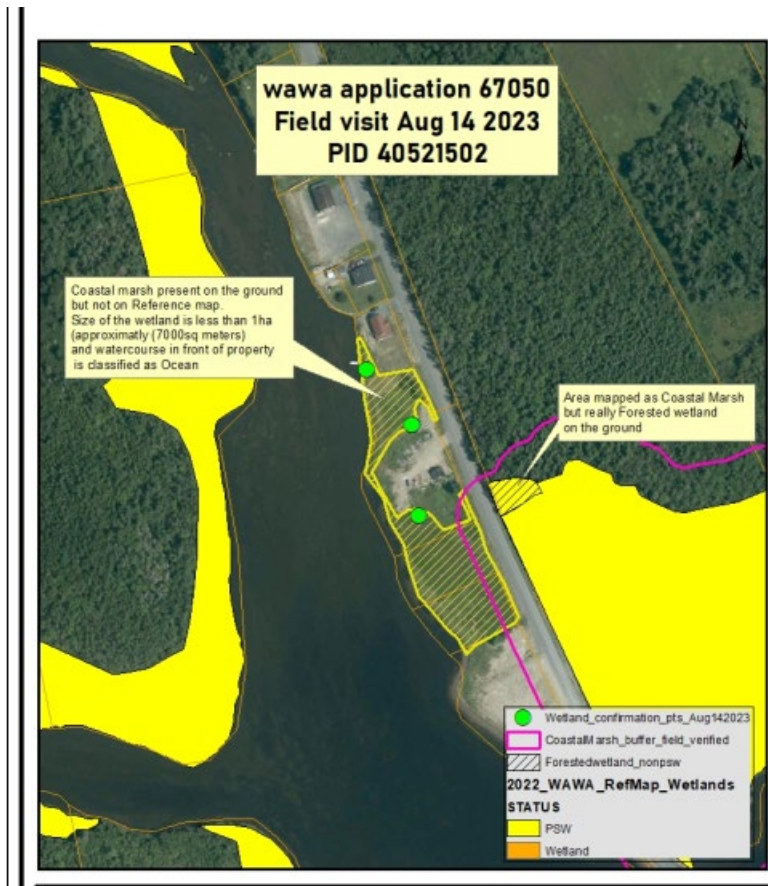 wawa application 67050
Field visit Aug 14 2023
PID 40521502
Coastal marsh present on the ground
but not on Reference map.
Size of the wetland is less than 1ha
(approximatly (7000sq meters)
and watercourse in front of property
is classified as Ocean
Area mapped as Coastal Marsh
but really Forested wetland
on the ground
Wetland_confirmation_pts_Aug142023
CoastalMarsh_buffer_field_verified
Forestedwetland_nonpsw
2022_WAWA_RefMap_Wetlands
STATUS
PSW
Wetland